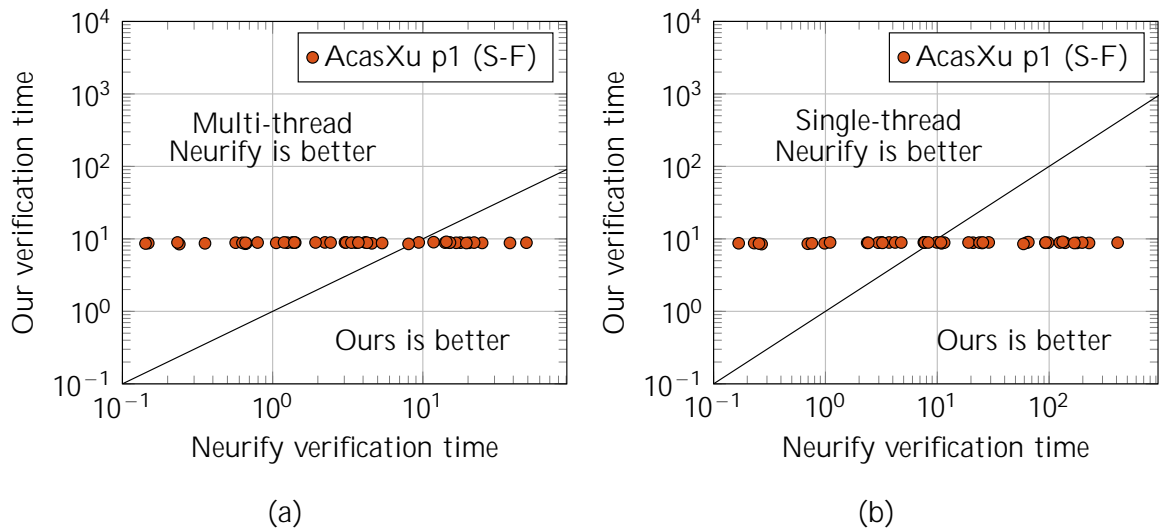 10^4
10^3
10^2
10^1
10^0
10^−1
Our verification time
AcasXu p1 (S-F)
Multi-thread
Neurify is better
Ours is better
10^−1
10^0
10^1
Neurify verification time
(a)
10^4
10^3
10^2
10^1
10^0
10^−1
Our verification time
AcasXu p1 (S-F)
Single-thread
Neurify is better
Ours is better
10^−1
10^0
10^1
10^2
Neurify verification time
(b)